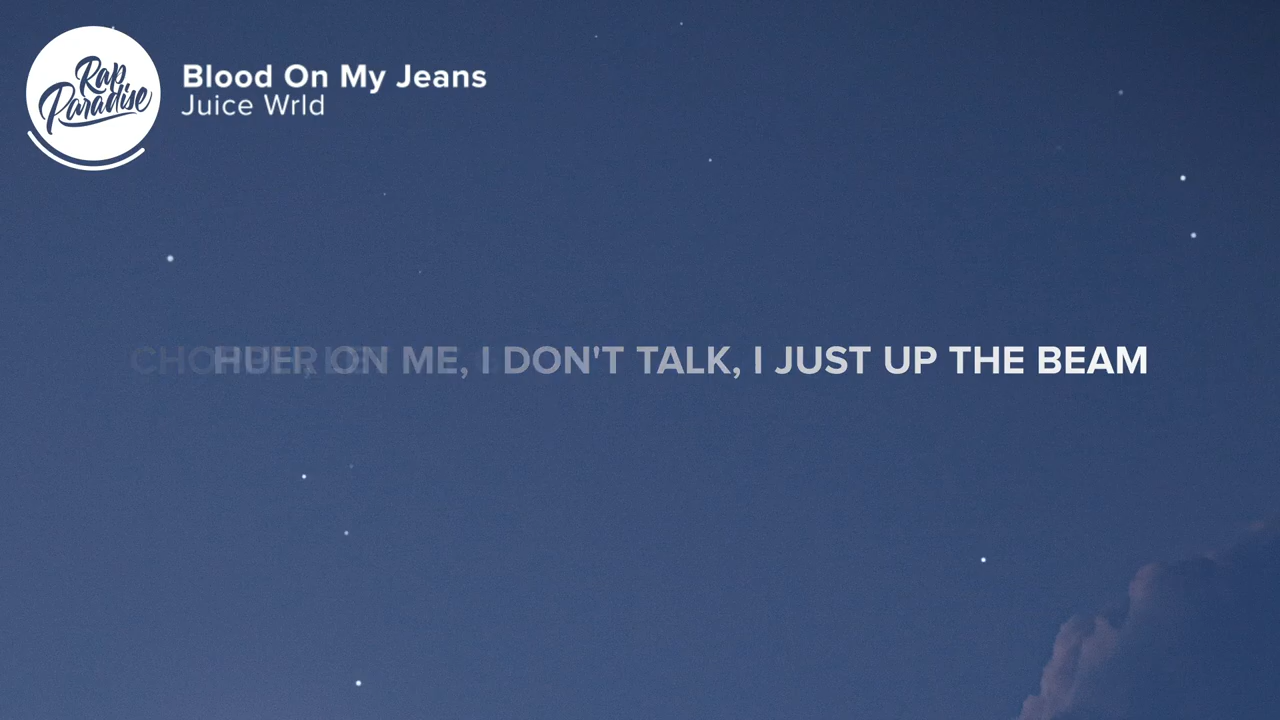 Rap
Paradise
Blood On My Jeans
Juice Wrld
ON ME, I DON'T TALK, I JUST UP THE BEAM